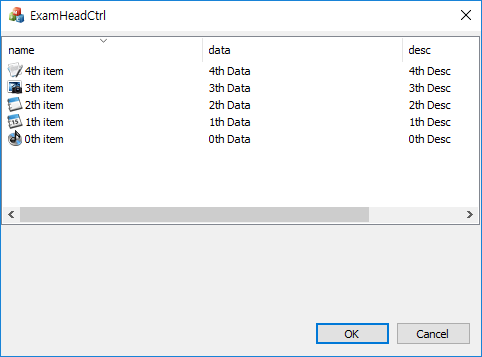 ExamHeadCtrl
name data desc
4th item 4th Data 4th Desc
3th item 3th Data 3th Desc
2th item 2th Data 2th Desc
1th item 1th Data 1th Desc
0th item 0th Data 0th Desc
OK Cancel